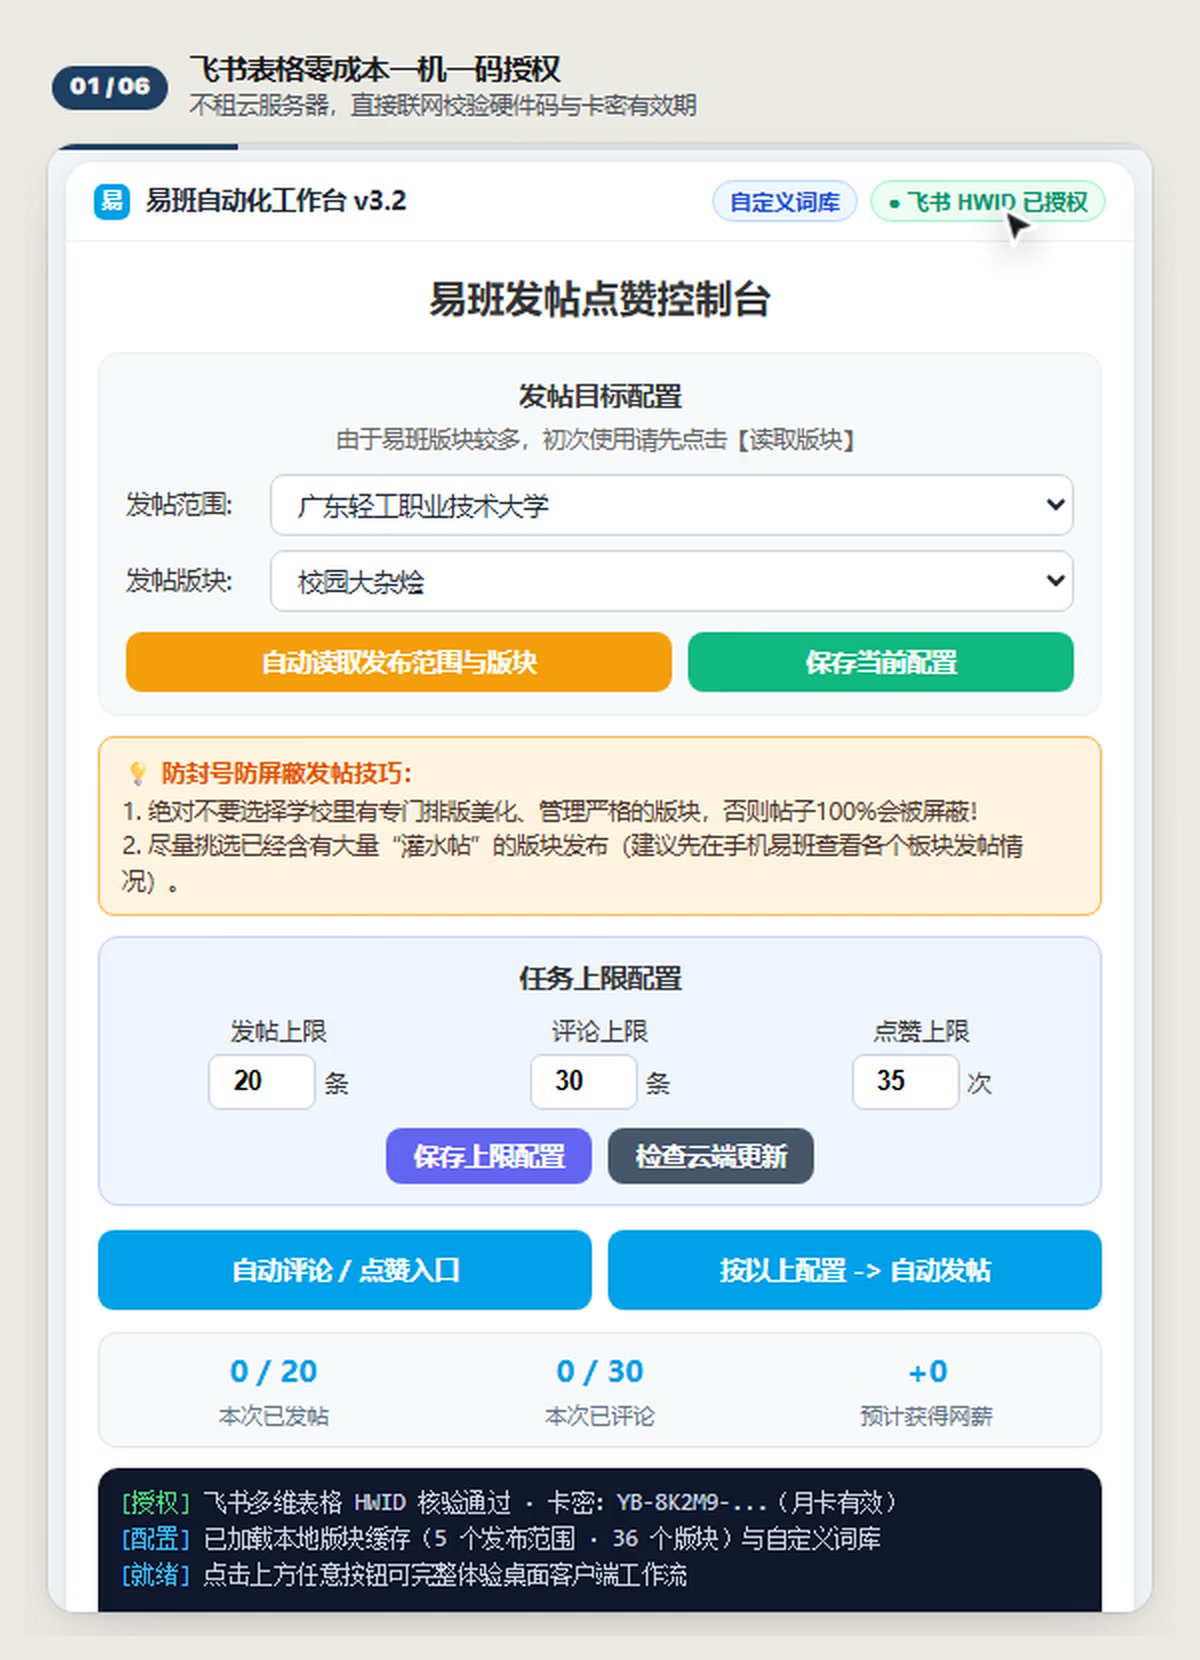 01/06
飞书表格零成本一机一码授权
不租云服务器，直接联网校验硬件码与卡密有效期
易
易班自动化工作台 v3.2
自定义词库
● 飞书 HWID 已授权
易班发帖点赞控制台
发帖目标配置
由于易班版块较多，初次使用请先点击【读取版块】
发帖范围:
广东轻工职业技术大学
发帖版块:
校园大杂烩
自动读取发布范围与版块
保存当前配置
💡 防封号防屏蔽发帖技巧：
1. 绝对不要选择学校里有专门排版美化、管理严格的版块，否则帖子100%会被屏蔽！
2. 尽量挑选已经含有大量“灌水帖”的版块发布（建议先在手机易班查看各个板块发帖情
况）。
任务上限配置
发帖上限
评论上限
点赞上限
20 条
30 条
35 次
保存上限配置
检查云端更新
自动评论 / 点赞入口
按以上配置 -> 自动发帖
0 / 20
0 / 30
+0
本次已发帖
本次已评论
预计获得网薪
[授权] 飞书多维表格 HWID 核验通过 · 卡密: YB-8K2M9-...（月卡有效）
[配置] 已加载本地版块缓存（5 个发布范围 · 36 个版块）与自定义词库
[就绪] 点击上方任意按钮可完整体验桌面客户端工作流